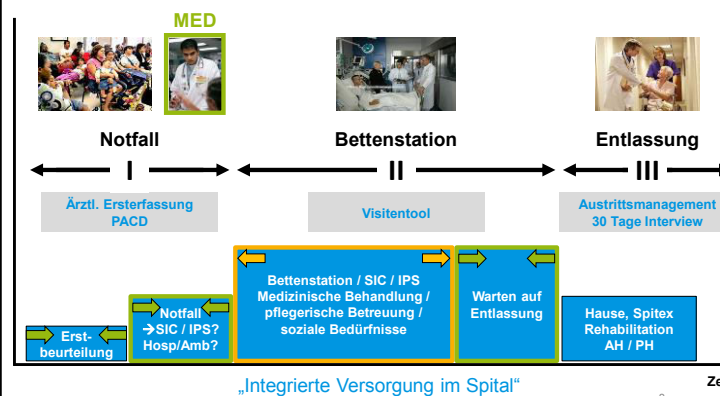 MED
Notfall
Bettenstation
Entlassung
I
II
III
Ärztl. Ersterfassung
PACD
Visitentool
Austrittsmanagement
30 Tage Interview
Erst-
beurteilung
Notfall
→SIC / IPS?
Hosp/Amb?
Bettenstation / SIC / IPS
Medizinische Behandlung /
pflegerische Betreuung /
soziale Bedürfnisse
Warten auf
Entlassung
Hause, Spitex
Rehabilitation
AH / PH
„Integrierte Versorgung im Spital“
Ze